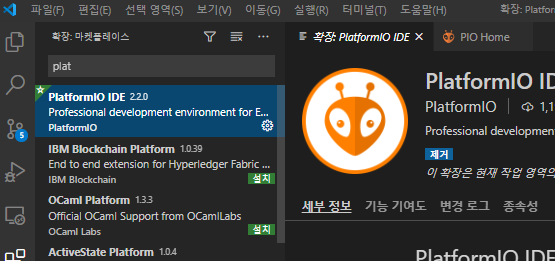 파일(F) 편집(E) 선택 영역(S) 보기(V) 이동(G) 실행(R) 터미널(T) 도움말(H) 확장: Platform
확장: 마켓플레이스
plat
PlatformIO IDE 2.2.0
Professional development environment for E...
PlatformIO
IBM Blockchain Platform 1.0.39
End to end extension for Hyperledger Fabric ...
IBM Blockchain 설치
OCaml Platform 1.3.3
Official OCaml Support from OCamlLabs
OCaml Labs 설치
ActiveState Platform 1.0.4
5
확장: PlatformIO IDE PIO Home
PlatformIO ID
PlatformIO 1,1
Professional developmen
제거
이 확장은 현재 작업 영역의
세부 정보 기능 기여도 변경 로그 종속성
PlatformIO IDE